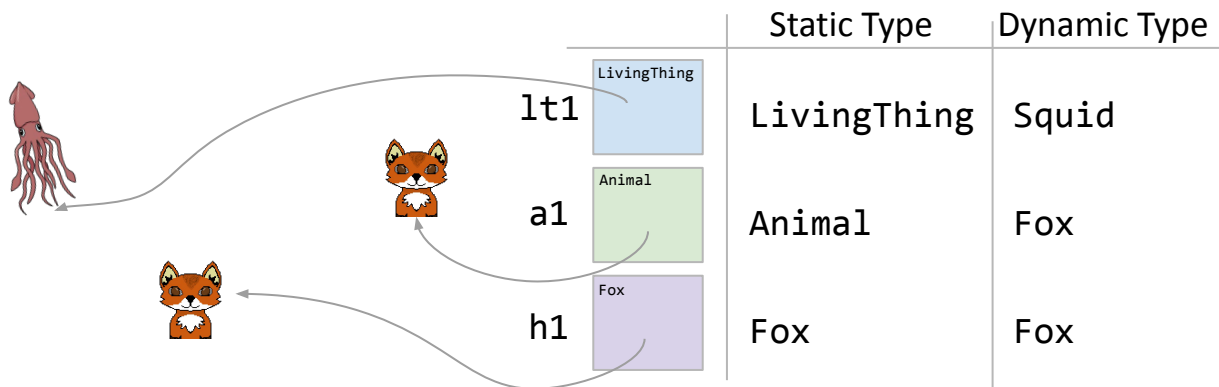 Static Type Dynamic Type
LivingThing
lt1 LivingThing Squid
Animal
a1 Animal Fox
Fox
h1 Fox Fox